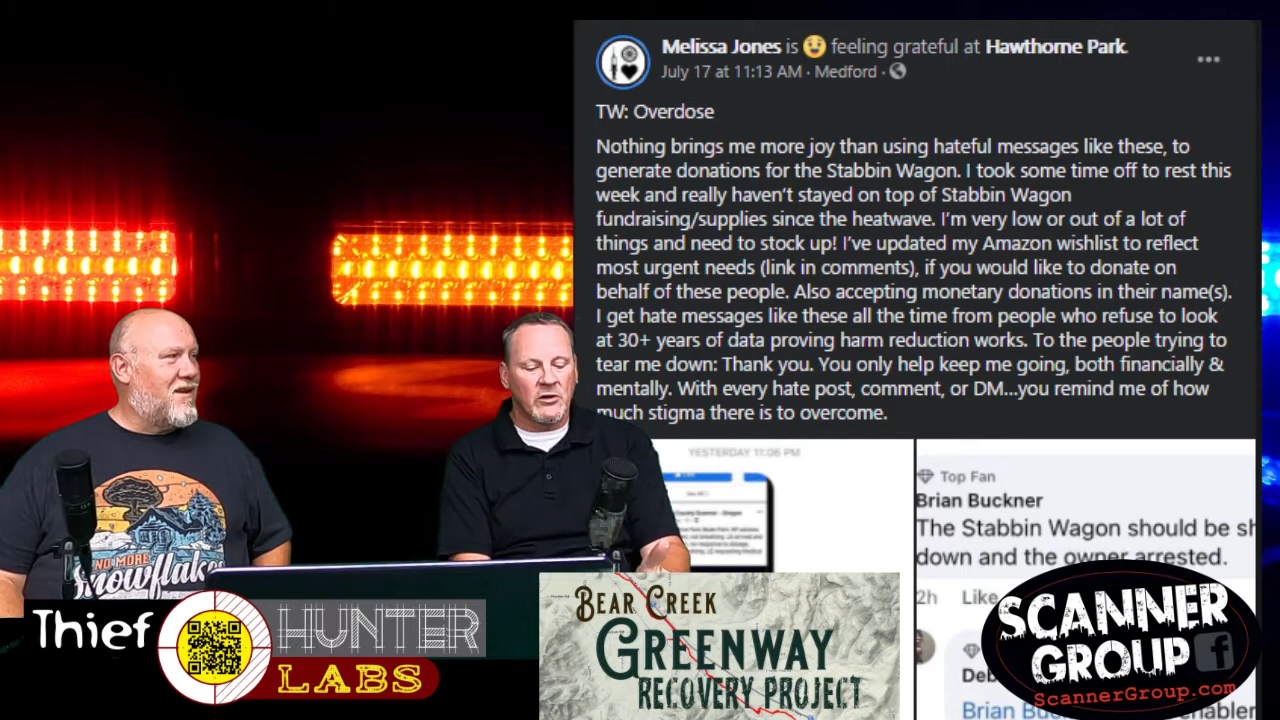 Melissa Jones is feeling grateful at Hawthorne Park.
July 17 at 11:13 AM · Medford ·
TW: Overdose
Nothing brings me more joy than using hateful messages like these, to
generate donations for the Stabbin Wagon. I took some time off to rest this
week and really haven't stayed on top of Stabbin Wagon
fundraising/supplies since the heatwave. I'm very low or out of a lot of
things and need to stock up! I've updated my Amazon wishlist to reflect
most urgent needs (link in comments), if you would like to donate on
behalf of these people. Also accepting monetary donations in their name(s).
I get hate messages like these all the time from people who refuse to look
at 30+ years of data proving harm reduction works. To the people trying to
tear me down: Thank you. You only help keep me going, both financially &
mentally. With every hate post, comment, or DM...you remind me of how
much stigma there is to overcome.
YESTERDAY 11:06 PM
Top Fan
Brian Buckner
The Stabbin Wagon should be sh
down and the owner arrested.
2h Like
Deb
Brian Bu nabler
NO MORE
Snowflakes
Thief
HUNTER
LABS
BEAR CREEK
GREENWAY
RECOVERY PROJECT
SCANNER
GROUP f
ScannerGroup.com